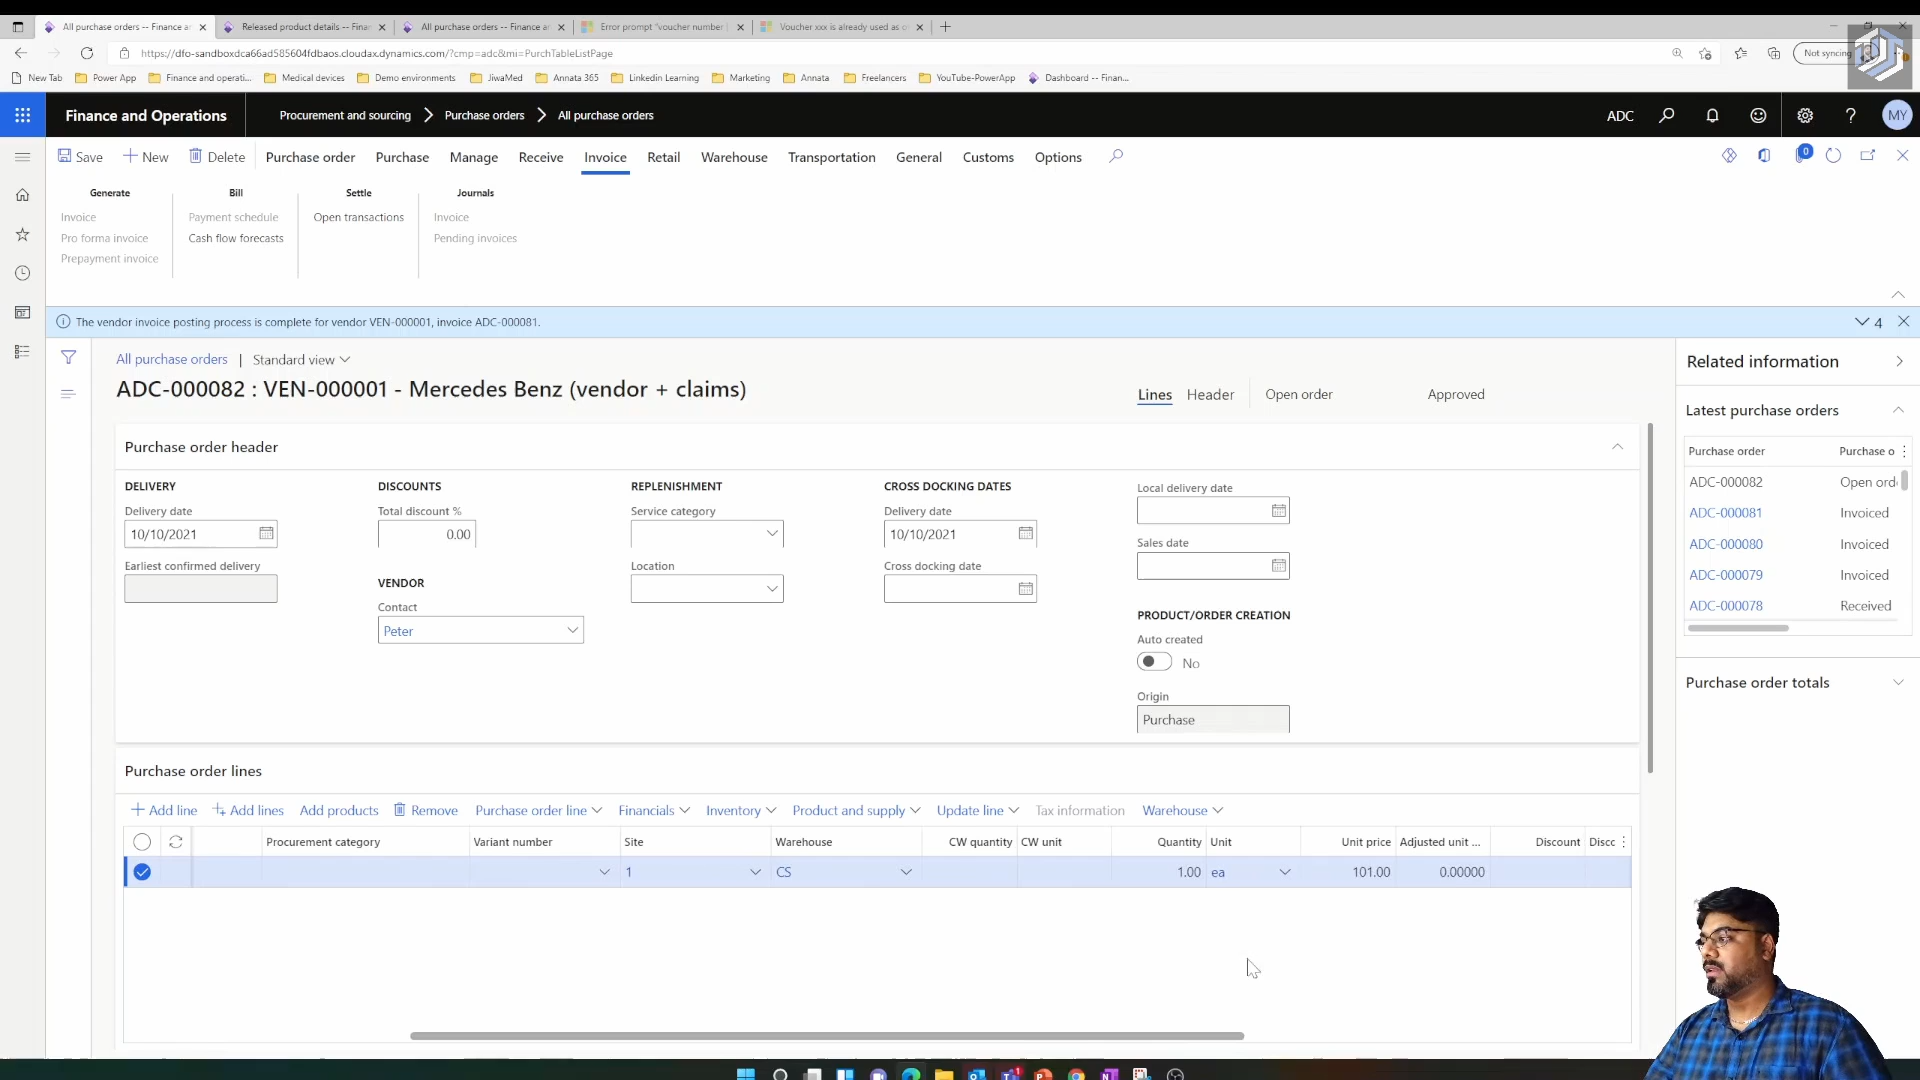 All purchase orders -- Finance a
Released product details -- Finan
All purchase orders -- Finance a
Error prompt "voucher number
Voucher xxx is already used as o
https://dfo-sandboxdca66ad585604fdbaos.cloudax.dynamics.com/?cmp=adc&mi=PurchTableListPage
Not syncing
New Tab
Power App
Finance and operati...
Medical devices
Demo environments
JiwaMed
Annata 365
Linkedin Learning
Marketing
Annata
Freelancers
YouTube-PowerApp
Dashboard -- Finan...
Finance and Operations
Procurement and sourcing
Purchase orders
All purchase orders
ADC
MY
Save
New
Delete
Purchase order
Purchase
Manage
Receive
Invoice
Retail
Warehouse
Transportation
General
Customs
Options
0
Generate
Bill
Settle
Journals
Invoice
Payment schedule
Open transactions
Invoice
Pro forma invoice
Cash flow forecasts
Pending invoices
Prepayment invoice
The vendor invoice posting process is complete for vendor VEN-000001, invoice ADC-000081.
4
All purchase orders | Standard view
ADC-000082 : VEN-000001 - Mercedes Benz (vendor + claims)
Lines
Header
Open order
Approved
Purchase order header
DELIVERY
Delivery date
10/10/2021
Earliest confirmed delivery
DISCOUNTS
Total discount %
0.00
VENDOR
Contact
Peter
REPLENISHMENT
Service category
Location
CROSS DOCKING DATES
Delivery date
10/10/2021
Cross docking date
Local delivery date
Sales date
PRODUCT/ORDER CREATION
Auto created
No
Origin
Purchase
Purchase order lines
Add line
Add lines
Add products
Remove
Purchase order line
Financials
Inventory
Product and supply
Update line
Tax information
Warehouse
Procurement category
Variant number
Site
Warehouse
CW quantity
CW unit
Quantity
Unit
Unit price
Adjusted unit ...
Discount
Discc
1
CS
1.00
ea
101.00
0.00000
Related information
Latest purchase orders
Purchase order
Purchase o
ADC-000082
Open orde
ADC-000081
Invoiced
ADC-000080
Invoiced
ADC-000079
Invoiced
ADC-000078
Received
Purchase order totals